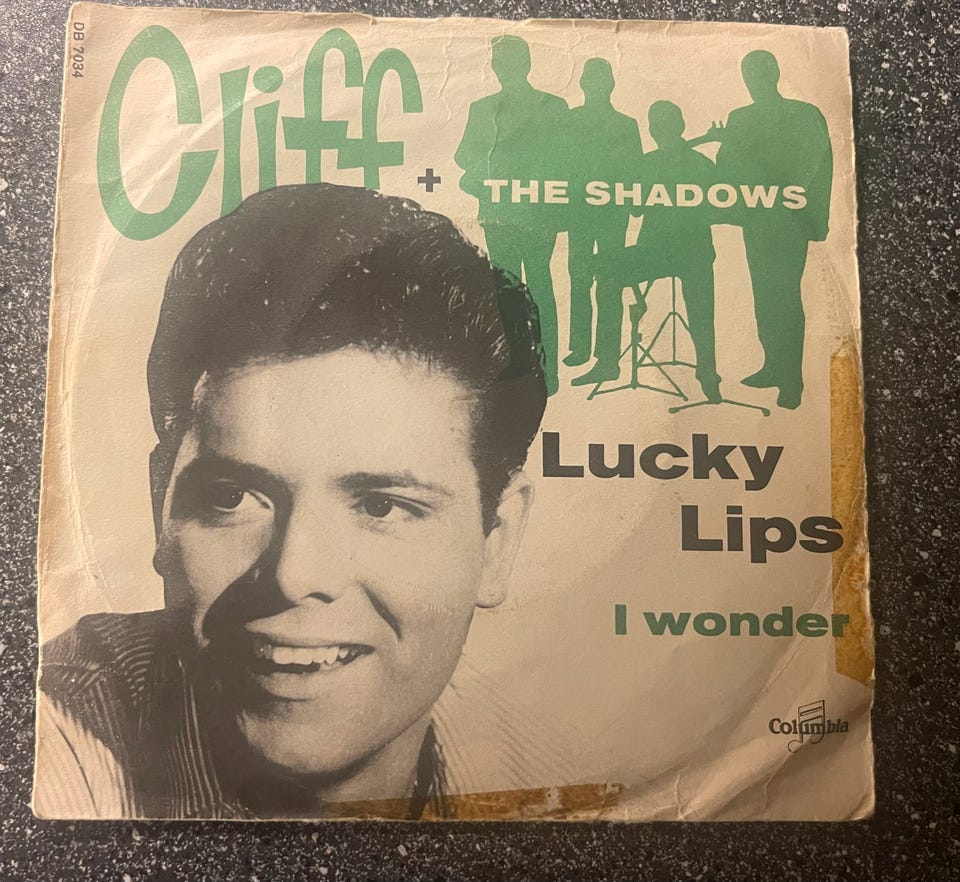 DB 7034
Cliff
+
THE SHADOWS
Lucky
Lips
I wonder
Columbia